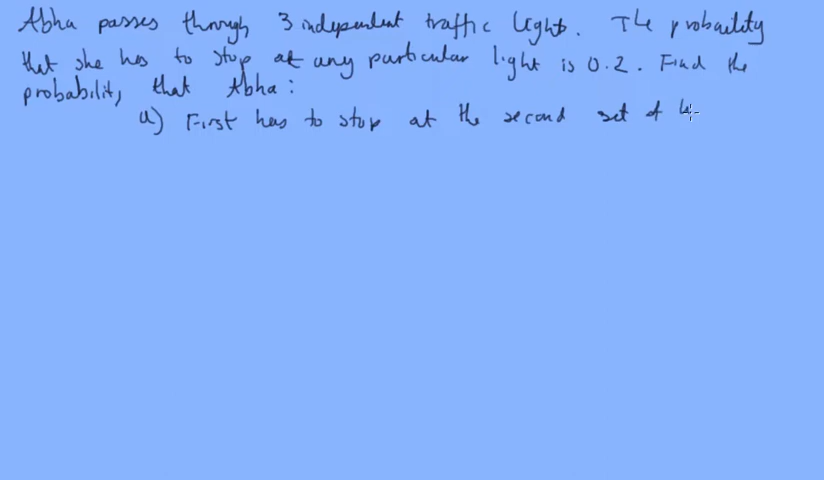 Abha passes through 3 independent traffic light. The probability
that she has to stop at any particular light is 0.2. Find the
probability that Abha:
a) First has to stop at the second set of